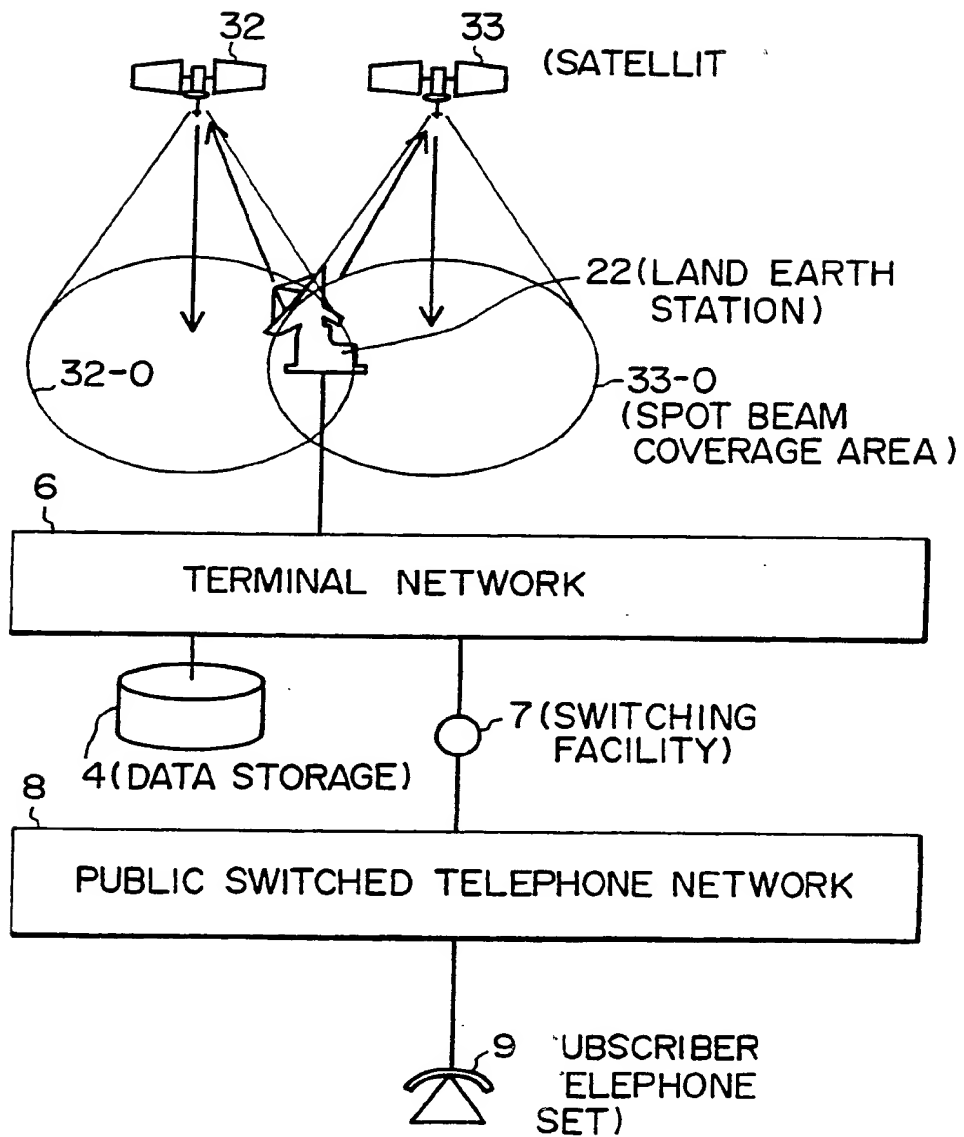 32
33
(SATELLIT
22(LAND EARTH
STATION)
32-0
33-0
(SPOT BEAM
COVERAGE AREA)
6
TERMINAL NETWORK
7(SWITCHING
FACILITY)
4(DATA STORAGE)
8
PUBLIC SWITCHED TELEPHONE NETWORK
9 UBSCRIBER
ELEPHONE
SET)